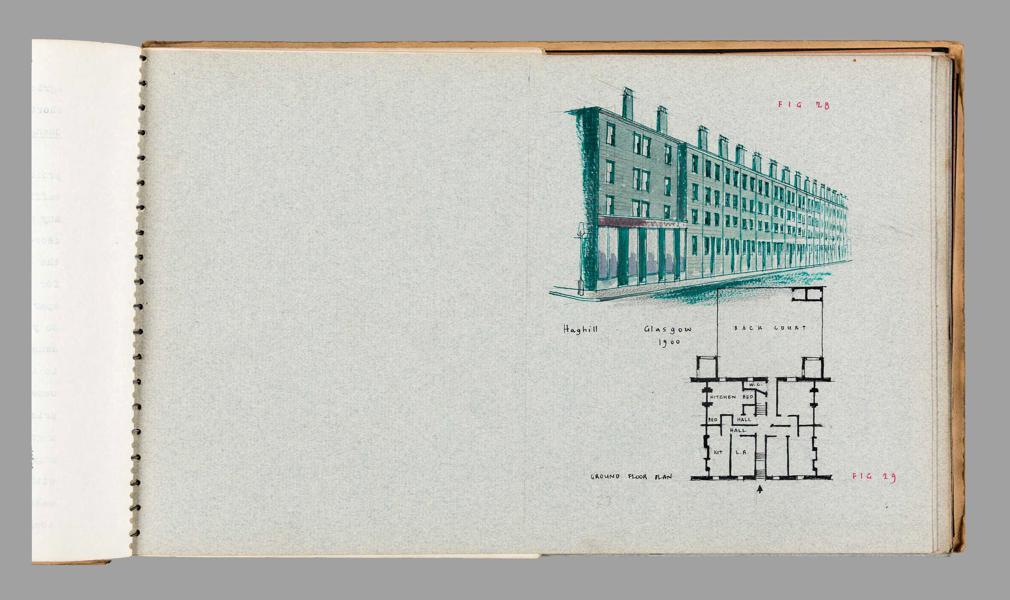 FIG 28
Haghill Glasgow
1900
BACK COURT
W.C.
KITCHEN BED
BED HALL
HALL
KIT L.R
GROUND FLOOR PLAN
FIG 29